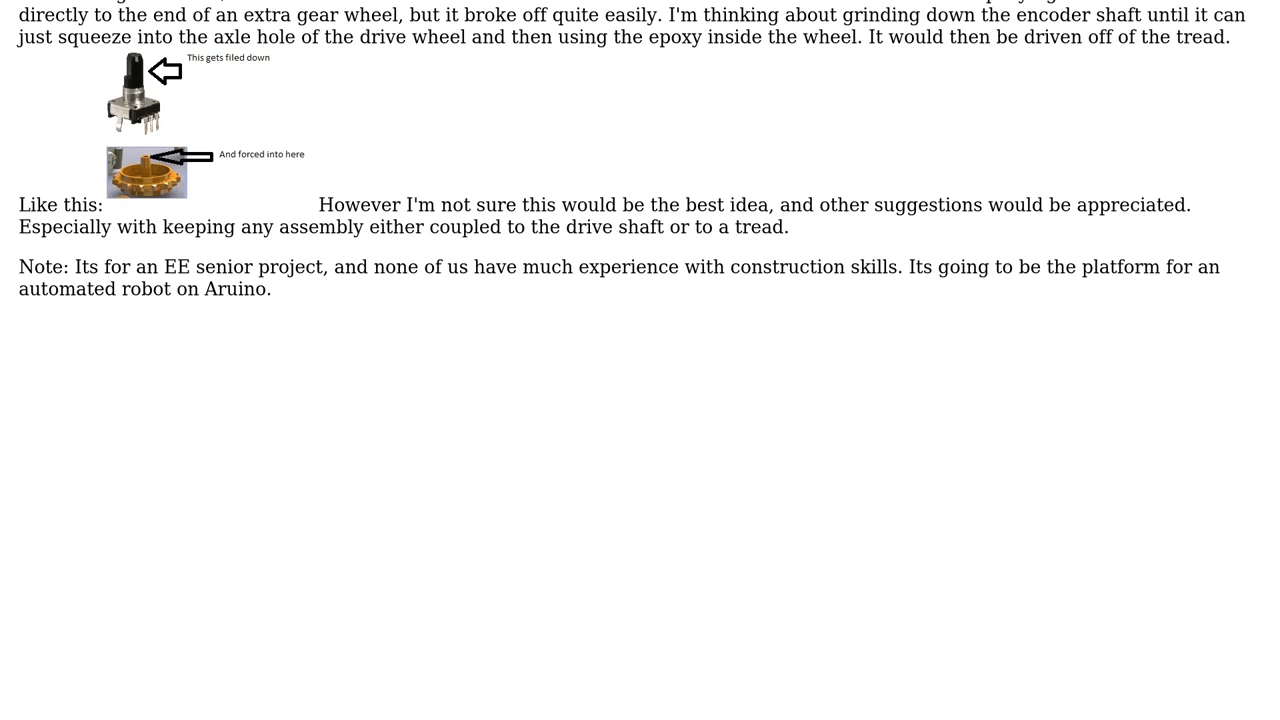 directly to the end of an extra gear wheel, but it broke off quite easily. I'm thinking about grinding down the encoder shaft until it can
just squeeze into the axle hole of the drive wheel and then using the epoxy inside the wheel. It would then be driven off of the tread.
This gets filed down
And forced into here
Like this: However I'm not sure this would be the best idea, and other suggestions would be appreciated.
Especially with keeping any assembly either coupled to the drive shaft or to a tread.
Note: Its for an EE senior project, and none of us have much experience with construction skills. Its going to be the platform for an
automated robot on Aruino.